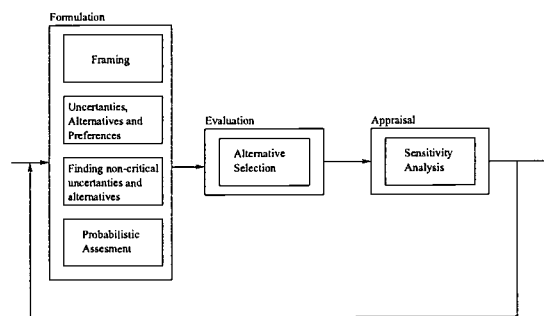 Formulation
Framing
Uncertanties,
Alternatives and
Preferences
Finding non-critical
uncertanties and
alternatives
Probabilistic
Assesment
Evaluation
Alternative
Selection
Appraisal
Sensitivity
Analysis